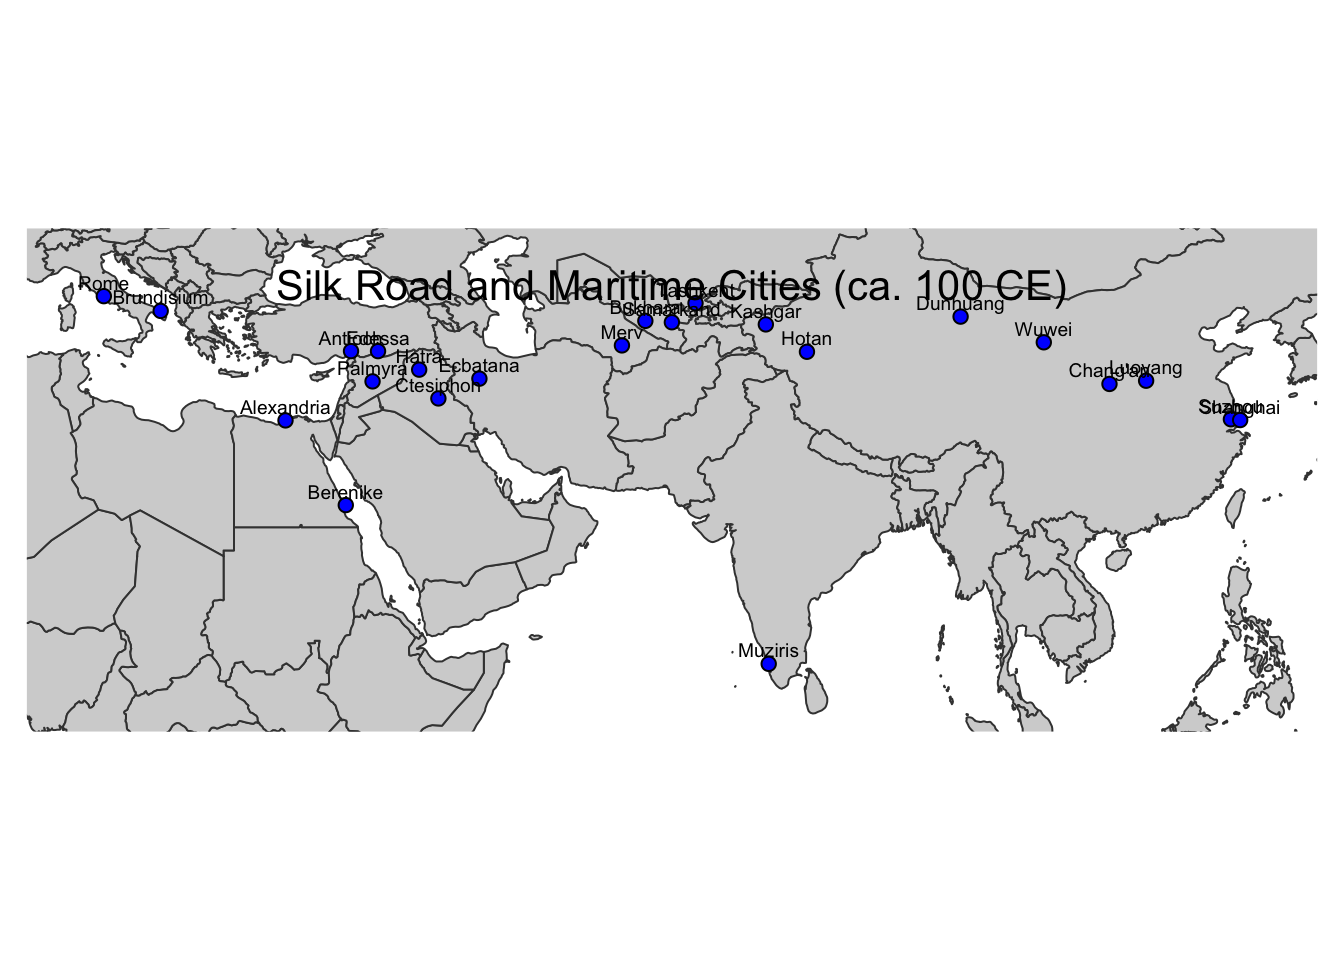 Silk Road and Maritime Cities (ca. 100 CE)
Rome
Brundisium
Tashkent
Bukhara
Samarkand
Kashgar
Dunhuang
Wuwei
Merv
Hotan
Antioch
Edessa
Hatra
Ecbatana
Palmyra
Ctesiphon
Chang'an
Luoyang
Alexandria
Suzhou
Shanghai
Berenike
Muziris